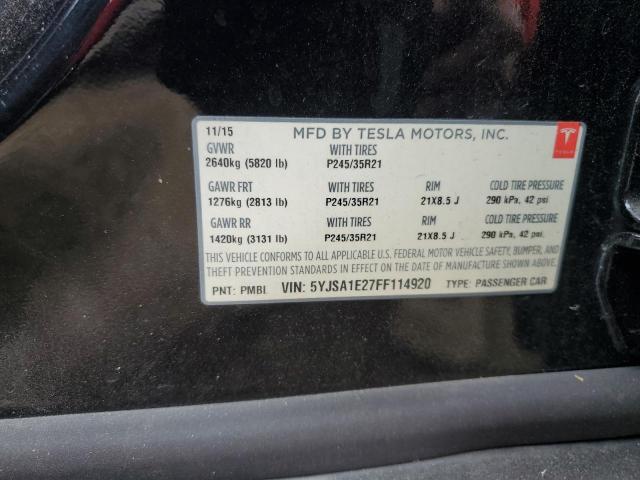 11/15 MFD BY TESLA MOTORS, INC.
GVWR WITH TIRES
2640kg (5820 lb) P245/35R21
TESLA
GAWR FRT WITH TIRES RIM COLD TIRE PRESSURE
1276kg (2813 lb) P245/35R21 21X8.5 J 290 kPa, 42 psi
GAWR RR WITH TIRES RIM COLD TIRE PRESSURE
1420kg (3131 lb) P245/35R21 21X8.5 J 290 kPa, 42 psi
THIS VEHICLE CONFORMS TO ALL APPLICABLE U.S. FEDERAL MOTOR VEHICLE SAFETY, BUMPER, AND
THEFT PREVENTION STANDARDS IN EFFECT ON THE DATE OF MANUFACTURE SHOWN ABOVE.
PNT: PMBL VIN: 5YJSA1E27FF114920 TYPE: PASSENGER CAR